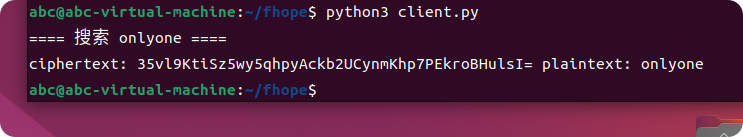 abc@abc-virtual-machine:~/fhope$ python3 client.py
==== 搜索 onlyone ====
ciphertext: 35vl9KtiSz5wy5qhpyAckb2UCynmKhp7PEkroBHulsI= plaintext: onlyone
abc@abc-virtual-machine:~/fhope$